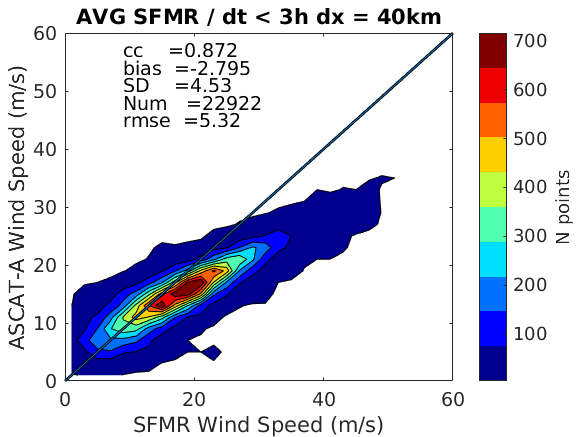 AVG SFMR / dt < 3h dx = 40km
cc =0.872
bias =-2.795
SD =4.53
Num =22922
rmse =5.32
60
50
40
30
20
10
0
ASCAT-A Wind Speed (m/s)
0 20 40 60
SFMR Wind Speed (m/s)
700
600
500
400
300
200
100
N points